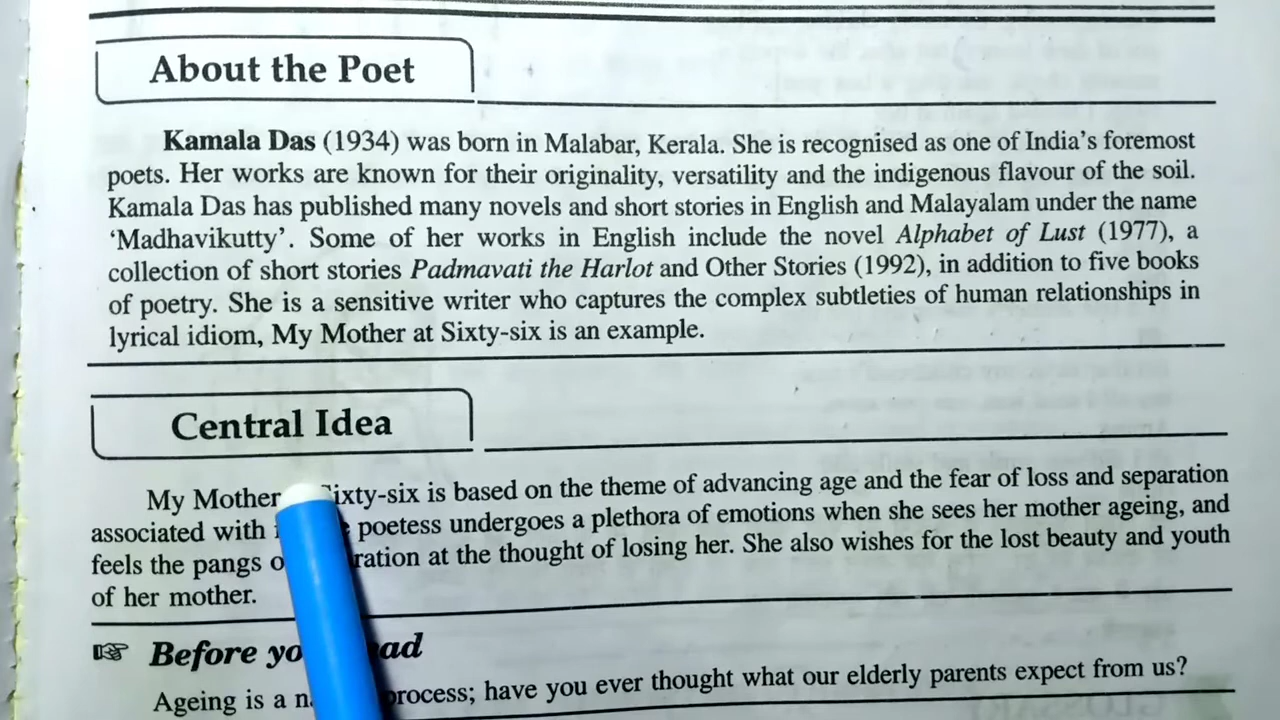 About the Poet
Kamala Das (1934) was born in Malabar, Kerala. She is recognised as one of India's foremost
poets. Her works are known for their originality, versatility and the indigenous flavour of the soil.
Kamala Das has published many novels and short stories in English and Malayalam under the name
'Madhavikutty'. Some of her works in English include the novel Alphabet of Lust (1977), a
collection of short stories Padmavati the Harlot and Other Stories (1992), in addition to five books
of poetry. She is a sensitive writer who captures the complex subtleties of human relationships in
lyrical idiom, My Mother at Sixty-six is an example.
Central Idea
My Mother Sixty-six is based on the theme of advancing age and the fear of loss and separation
associated with poetess undergoes a plethora of emotions when she sees her mother ageing, and
feels the pangs at the thought of losing her. She also wishes for the lost beauty and youth
of her mother.
Before
Ageing is a process; have you ever thought what our elderly parents expect from us?